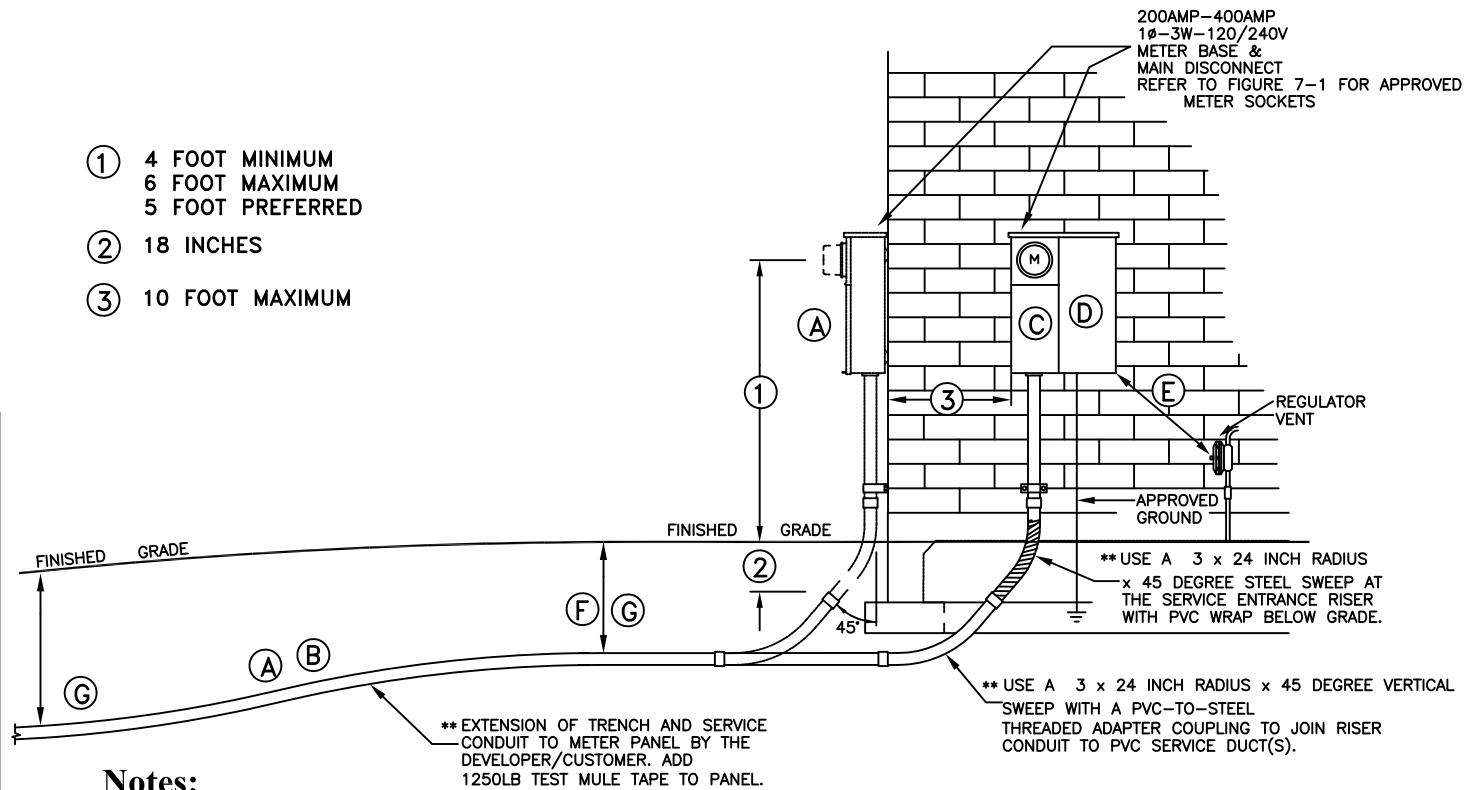 200AMP-400AMP
1ø-3W-120/240V
METER BASE &
MAIN DISCONNECT
REFER TO FIGURE 7-1 FOR APPROVED
METER SOCKETS
1 4 FOOT MINIMUM
6 FOOT MAXIMUM
5 FOOT PREFERRED
2 18 INCHES
3 10 FOOT MAXIMUM
M
A
C
D
1
3
E
REGULATOR
VENT
APPROVED
GROUND
FINISHED GRADE
FINISHED GRADE
2
F G
45°
** USE A 3 x 24 INCH RADIUS
x 45 DEGREE STEEL SWEEP AT
THE SERVICE ENTRANCE RISER
WITH PVC WRAP BELOW GRADE.
A B
G
** USE A 3 x 24 INCH RADIUS x 45 DEGREE VERTICAL
SWEEP WITH A PVC-TO-STEEL
THREADED ADAPTER COUPLING TO JOIN RISER
CONDUIT TO PVC SERVICE DUCT(S).
** EXTENSION OF TRENCH AND SERVICE
CONDUIT TO METER PANEL BY THE
DEVELOPER/CUSTOMER. ADD
1250LB TEST MULE TAPE TO PANEL.
Notes: